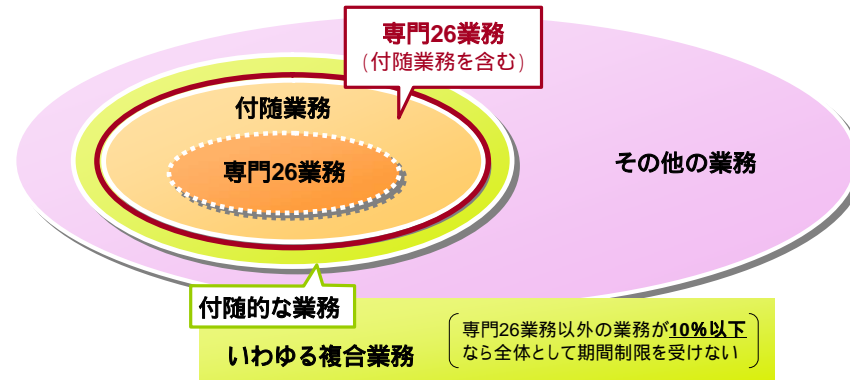 専門26業務
(付随業務を含む)
付随業務
専門26業務
その他の業務
付随的な業務
いわゆる複合業務
専門26業務以外の業務が10%以下
なら全体として期間制限を受けない